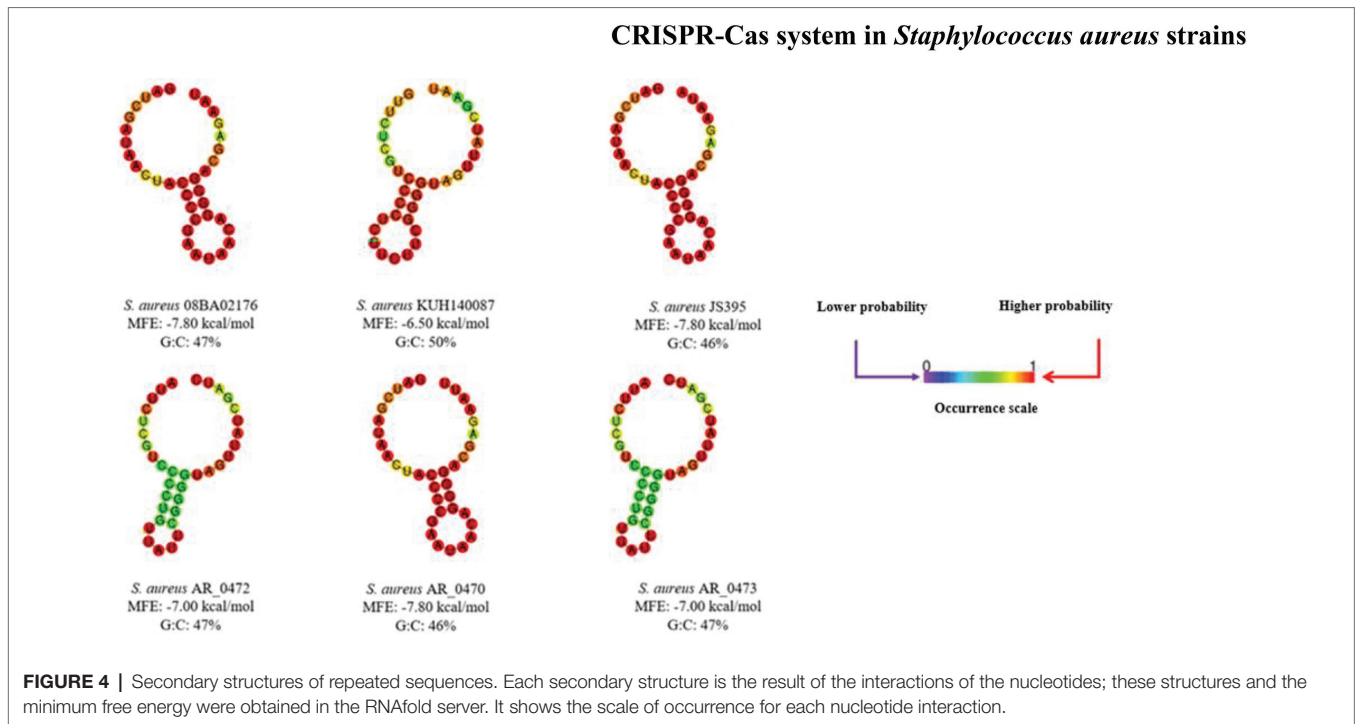 CRISPR-Cas system in Staphylococcus aureus strains
S. aureus 08BA02176
MFE: -7.80 kcal/mol
G:C: 47%
S. aureus KUH140087
MFE: -6.50 kcal/mol
G:C: 50%
S. aureus JS395
MFE: -7.80 kcal/mol
G:C: 46%
Lower probability
Higher probability
0
1
Occurrence scale
S. aureus AR_0472
MFE: -7.00 kcal/mol
G:C: 47%
S. aureus AR_0470
MFE: -7.80 kcal/mol
G:C: 46%
S. aureus AR_0473
MFE: -7.00 kcal/mol
G:C: 47%
FIGURE 4 | Secondary structures of repeated sequences. Each secondary structure is the result of the interactions of the nucleotides; these structures and the
minimum free energy were obtained in the RNAfold server. It shows the scale of occurrence for each nucleotide interaction.